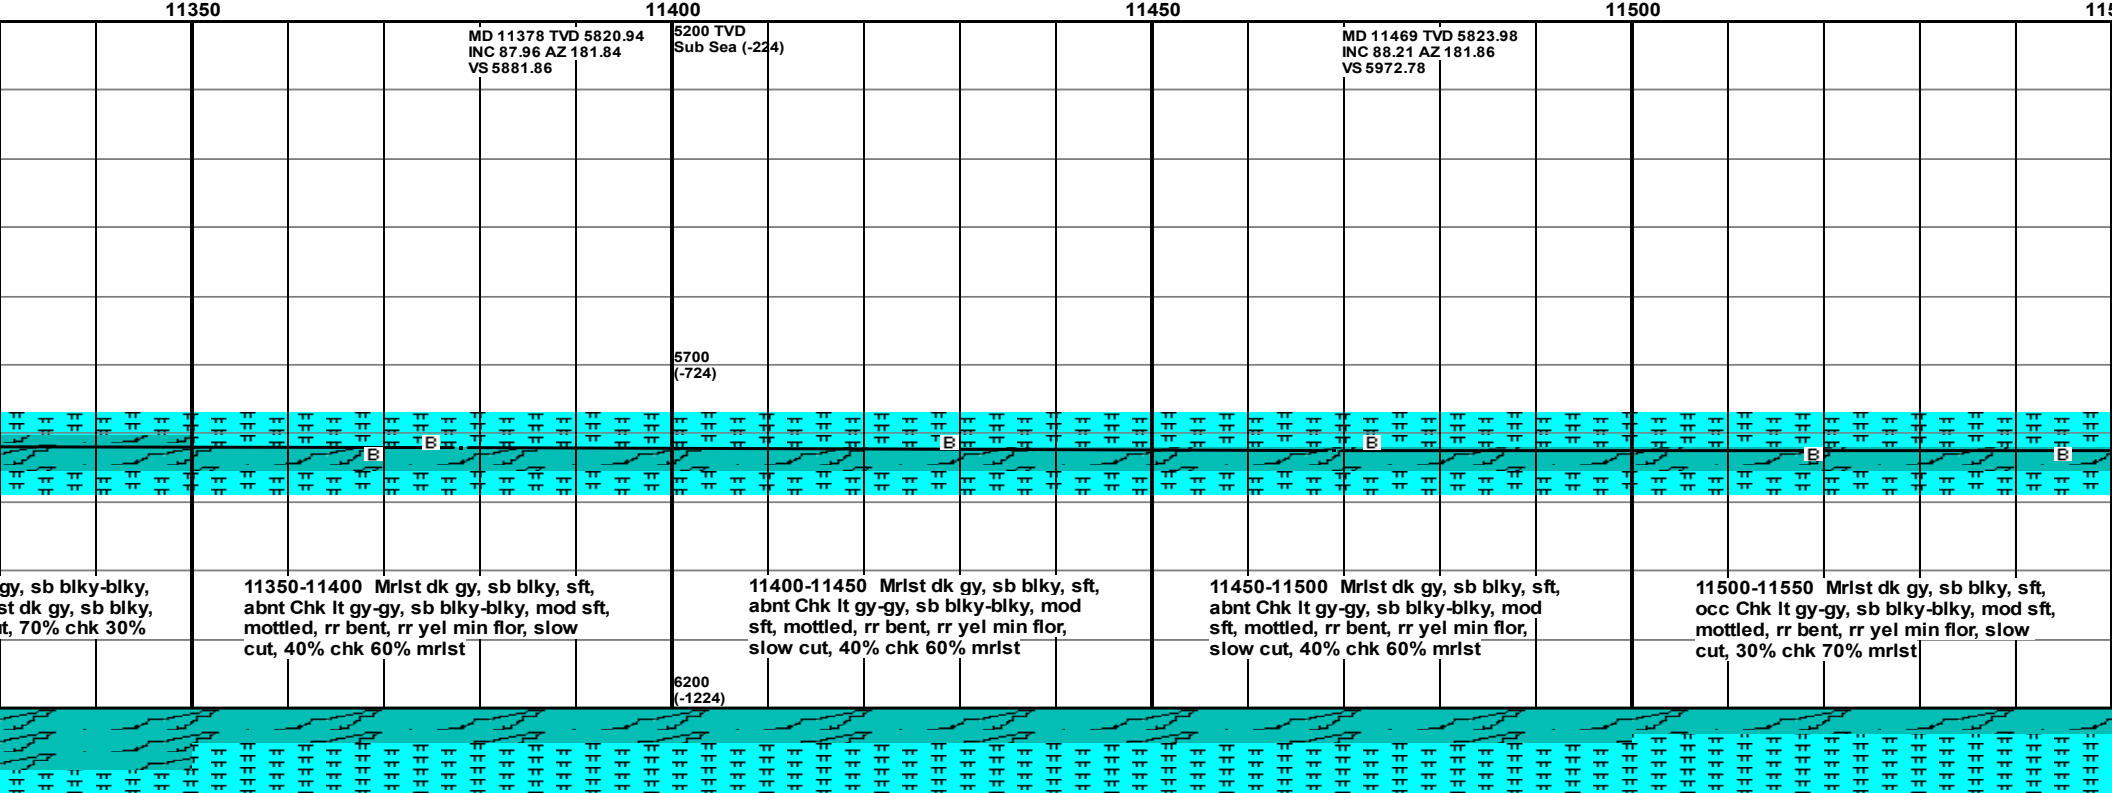 11350
11400
11450
11500
MD 11378 TVD 5820.94
INC 87.96 AZ 181.84
VS 5881.86
5200 TVD
Sub Sea (-224)
MD 11469 TVD 5823.98
INC 88.21 AZ 181.86
VS 5972.78
5700
(-724)
B
B
B
B
B
B
gy, sb blky-blky,
st dk gy, sb blky,
t, 70% chk 30%
11350-11400 Mrlst dk gy, sb blky, sft,
abnt Chk lt gy-gy, sb blky-blky, mod sft,
mottled, rr bent, rr yel min flor, slow
cut, 40% chk 60% mrlst
11400-11450 Mrlst dk gy, sb blky, sft,
abnt Chk lt gy-gy, sb blky-blky, mod
sft, mottled, rr bent, rr yel min flor,
slow cut, 40% chk 60% mrlst
11450-11500 Mrlst dk gy, sb blky, sft,
abnt Chk lt gy-gy, sb blky-blky, mod
sft, mottled, rr bent, rr yel min flor,
slow cut, 40% chk 60% mrlst
11500-11550 Mrlst dk gy, sb blky, sft,
occ Chk lt gy-gy, sb blky-blky, mod sft,
mottled, rr bent, rr yel min flor, slow
cut, 30% chk 70% mrlst
6200
(-1224)